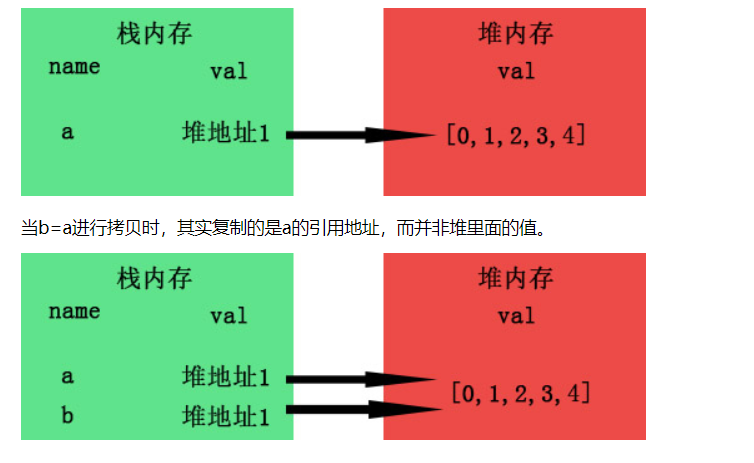 栈内存 堆内存
name val val
a 堆地址1 [0,1,2,3,4]
当b=a进行拷贝时，其实复制的是a的引用地址，而并非堆里面的值。
栈内存 堆内存
name val val
a 堆地址1
[0,1,2,3,4]
b 堆地址1